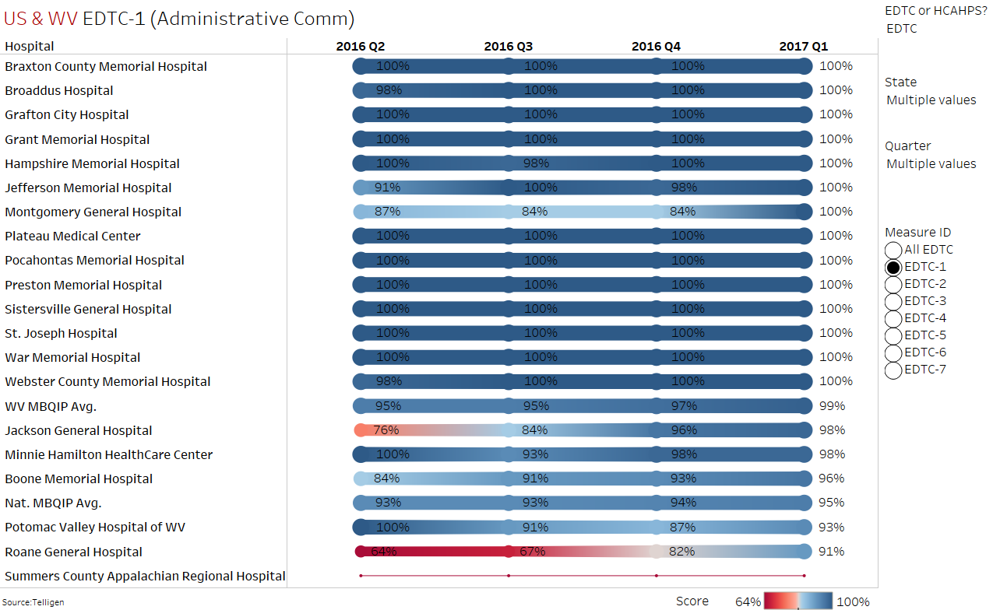 US & WV EDTC-1 (Administrative Comm)
EDTC or HCAHPS?
EDTC
Hospital 2016 Q2 2016 Q3 2016 Q4 2017 Q1
Braxton County Memorial Hospital 100% 100% 100% 100%
Broaddus Hospital 98% 100% 100% 100%
Grafton City Hospital 100% 100% 100% 100%
Grant Memorial Hospital 100% 100% 100% 100%
Hampshire Memorial Hospital 100% 98% 100% 100%
Jefferson Memorial Hospital 91% 100% 98% 100%
Montgomery General Hospital 87% 84% 84% 100%
Plateau Medical Center 100% 100% 100% 100%
Pocahontas Memorial Hospital 100% 100% 100% 100%
Preston Memorial Hospital 100% 100% 100% 100%
Sistersville General Hospital 100% 100% 100% 100%
St. Joseph Hospital 100% 100% 100% 100%
War Memorial Hospital 100% 100% 100% 100%
Webster County Memorial Hospital 98% 100% 100% 100%
WV MBQIP Avg. 95% 95% 97% 99%
Jackson General Hospital 76% 84% 96% 98%
Minnie Hamilton HealthCare Center 100% 93% 98% 98%
Boone Memorial Hospital 84% 91% 93% 96%
Nat. MBQIP Avg. 93% 93% 94% 95%
Potomac Valley Hospital of WV 100% 91% 87% 93%
Roane General Hospital 64% 67% 82% 91%
Summers County Appalachian Regional Hospital
State
Multiple values
Quarter
Multiple values
Measure ID
All EDTC
EDTC-1
EDTC-2
EDTC-3
EDTC-4
EDTC-5
EDTC-6
EDTC-7
Source:Telligen
Score 64% 100%